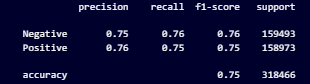 precision recall f1-score support
Negative 0.75 0.76 0.76 159493
Positive 0.76 0.75 0.75 158973
accuracy 0.75 318466